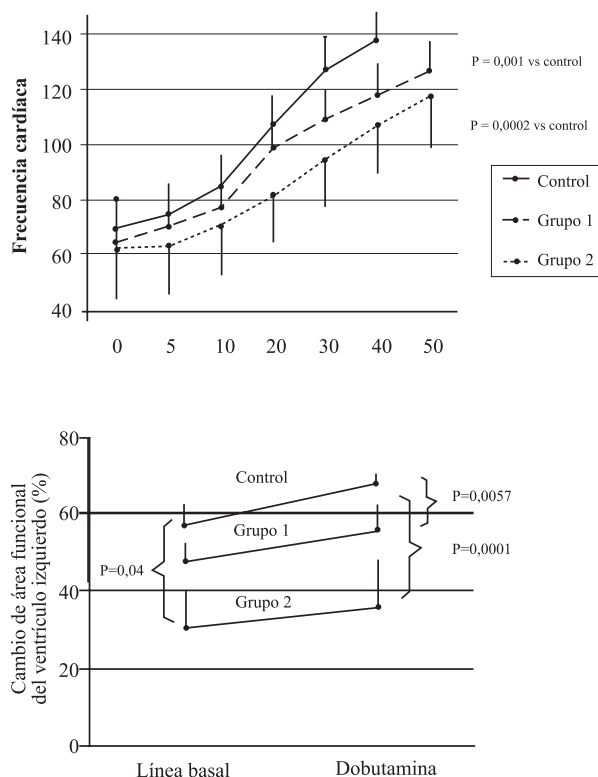 140
120
100
80
60
40
Frecuencia cardíaca
0 5 10 20 30 40 50
P = 0,001 vs control
P = 0,0002 vs control
Control
Grupo 1
Grupo 2
80
60
40
20
0
Cambio de área funcional
del ventrículo izquierdo (%)
Control
Grupo 1
Grupo 2
P=0,04
P=0,0057
P=0,0001
Línea basal Dobutamina